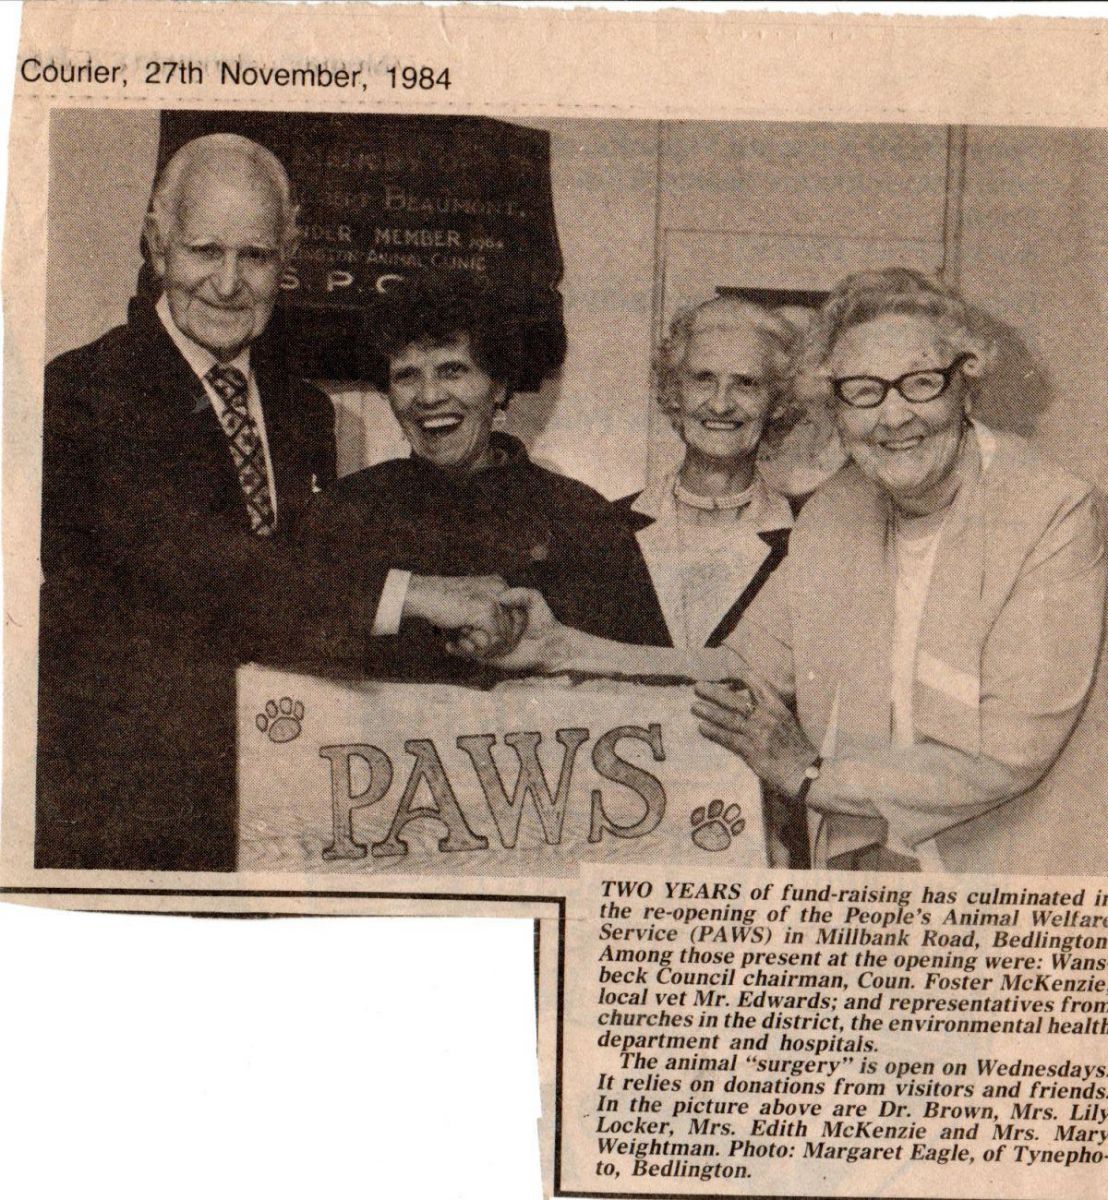 Courier, 27th November, 1984
BEAUMONT.
MEMBER 1964
ANIMAL CLINIC
S.P.C
PAWS
TWO YEARS of fund-raising has culminated in
the re-opening of the People's Animal Welfare
Service (PAWS) in Millbank Road, Bedlington
Among those present at the opening were: Wans-
beck Council chairman, Coun. Foster McKenzie,
local vet Mr. Edwards; and representatives from
churches in the district, the environmental health
department and hospitals.
The animal "surgery" is open on Wednesdays.
It relies on donations from visitors and friends.
In the picture above are Dr. Brown, Mrs. Lily
Locker, Mrs. Edith McKenzie and Mrs. Mary
Weightman. Photo: Margaret Eagle, of Tynepho-
to, Bedlington.